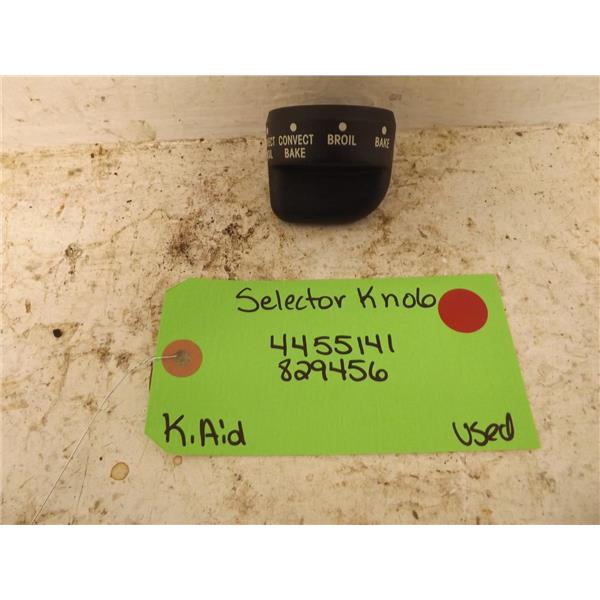 CONVECT BROIL BAKE
BAKE
Selector Knob
4455141
829456
K.Aid
Used